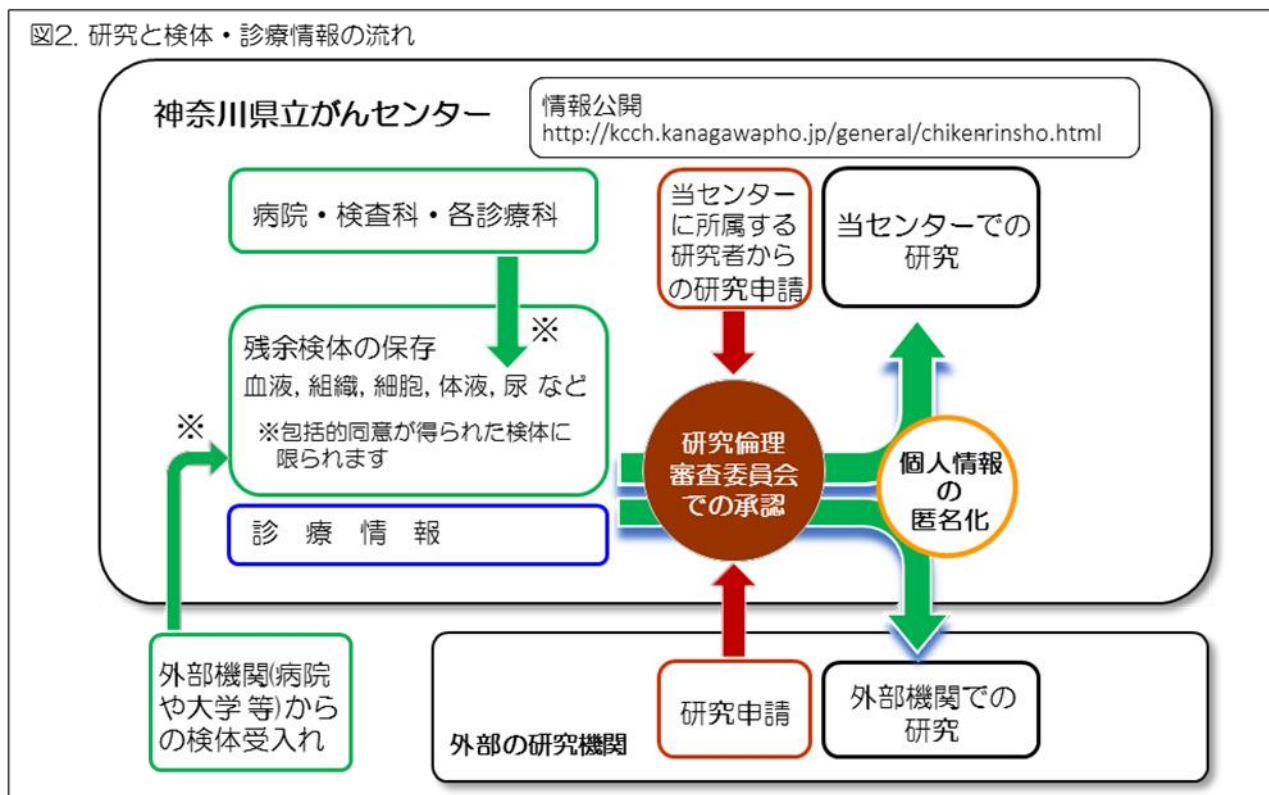 図2. 研究と検体・診療情報の流れ
神奈川県立がんセンター
情報公開
http://kcch.kanagawapho.jp/general/chikenrinsho.html
病院・検査科・各診療科
当センター
に所属する
研究者から
の研究申請
当センターでの
研究
※
残余検体の保存
血液, 組織, 細胞, 体液, 尿 など
※包括的同意が得られた検体に
限られます
※
研究倫理
審査委員会
での承認
個人情報
の
匿名化
診 療 情 報
外部機関(病院
や大学 等)から
の検体受入れ
外部の研究機関
研究申請
外部機関での
研究